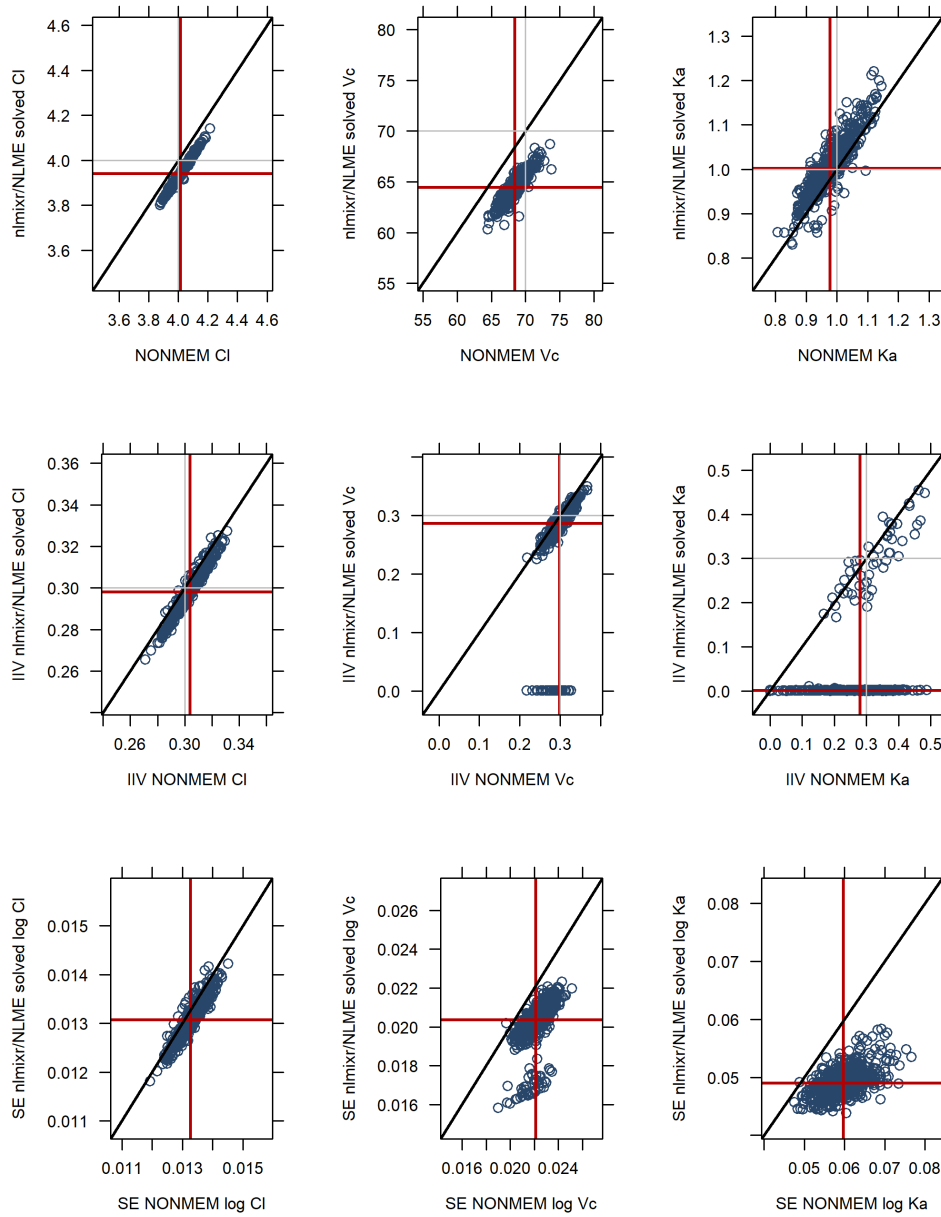 4.6
4.4
4.2
4.0
3.8
3.6
nlmixr/NLME solved Cl
3.6 4.0 4.2 4.4 4.6
NONMEM Cl
80
75
70
65
60
55
nlmixr/NLME solved Vc
55 60 65 70 75 80
NONMEM Vc
1.3
1.2
1.1
1.0
0.9
0.8
nlmixr/NLME solved Ka
0.8 0.9 1.0 1.1 1.2 1.3
NONMEM Ka
0.36
0.34
0.32
0.30
0.28
0.26
IIV nlmixr/NLME solved Cl
0.26 0.30 0.34
IIV NONMEM Cl
0.3
0.2
0.1
0.0
IIV nlmixr/NLME solved Vc
0.0 0.1 0.2 0.3
IIV NONMEM Vc
0.5
0.4
0.3
0.2
0.1
0.0
IIV nlmixr/NLME solved Ka
0.0 0.1 0.2 0.3 0.4 0.5
IIV NONMEM Ka
0.015
0.014
0.013
0.012
0.011
SE nlmixr/NLME solved log Cl
0.011 0.013 0.015
SE NONMEM log Cl
0.026
0.024
0.022
0.020
0.018
0.016
SE nlmixr/NLME solved log Vc
0.016 0.020 0.024
SE NONMEM log Vc
0.08
0.07
0.06
0.05
SE nlmixr/NLME solved log Ka
0.05 0.06 0.07 0.08
SE NONMEM log Ka